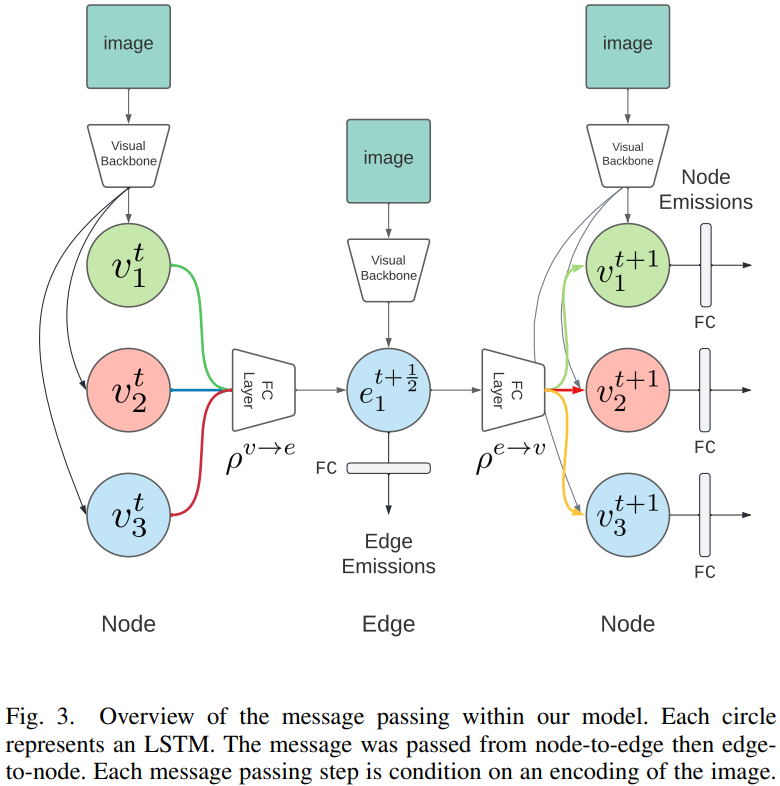 image
Visual
Backbone
v_1^t
v_2^t
v_3^t
FC
Layer
ρ^{v→e}
image
Visual
Backbone
e_1^{t+\frac{1}{2}}
FC
Edge
Emissions
FC
Layer
ρ^{e→v}
image
Visual
Backbone
Node
Emissions
v_1^{t+1}
FC
v_2^{t+1}
FC
v_3^{t+1}
FC
Node
Edge
Node
Fig. 3. Overview of the message passing within our model. Each circle
represents an LSTM. The message was passed from node-to-edge then edge-
to-node. Each message passing step is condition on an encoding of the image.